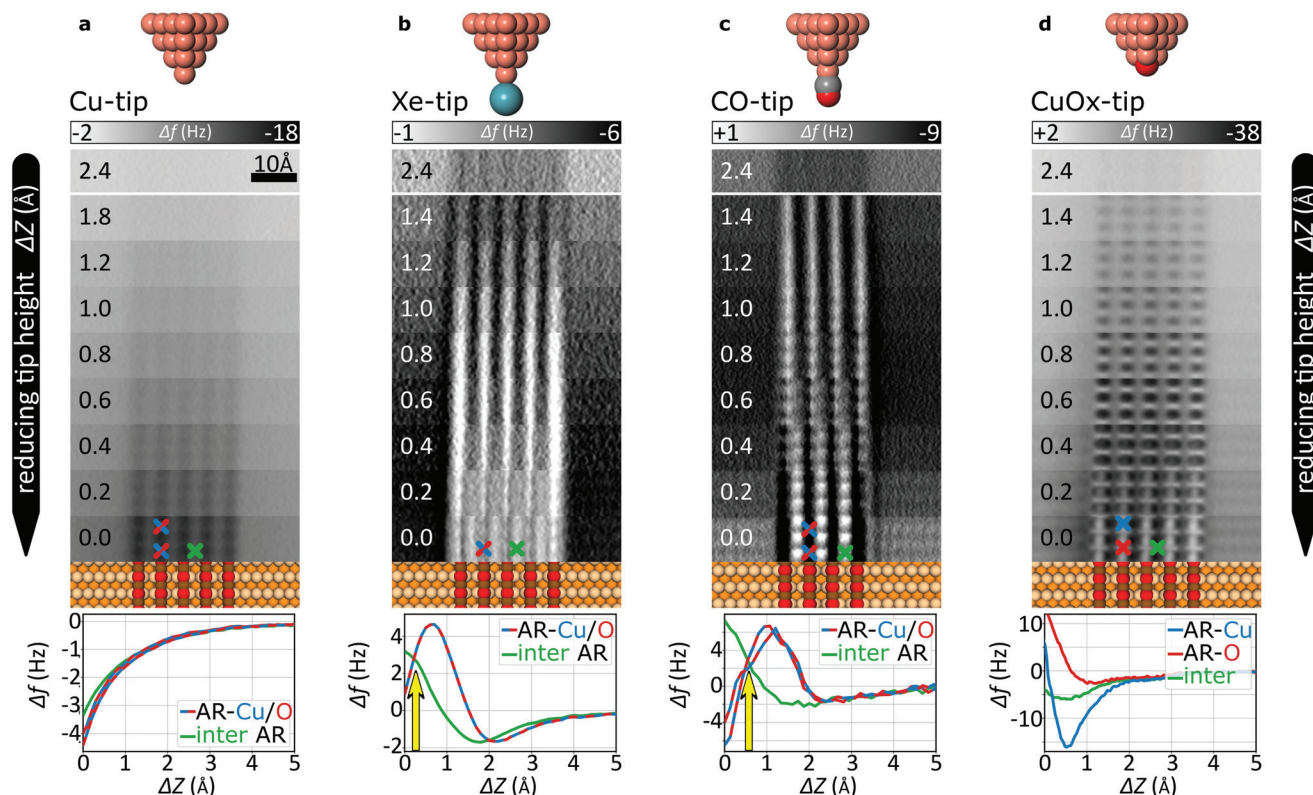 a
Cu-tip
-2 Δf (Hz) -18
10Å
2.4
1.8
1.2
1.0
0.8
0.6
0.4
0.2
0.0
reducing tip height ΔZ (Å)
b
Xe-tip
-1 Δf (Hz) -6
2.4
1.4
1.2
1.0
0.8
0.6
0.4
0.2
0.0
c
CO-tip
+1 Δf (Hz) -9
2.4
1.4
1.2
1.0
0.8
0.6
0.4
0.2
0.0
d
CuOx-tip
+2 Δf (Hz) -38
2.4
1.4
1.2
1.0
0.8
0.6
0.4
0.2
0.0
reducing tip height ΔZ (Å)
Δf (Hz)
0
-1
-2
-3
-4
AR-Cu/O
inter AR
0 1 2 3 4 5
ΔZ (Å)
Δf (Hz)
4
2
0
-2
AR-Cu/O
inter AR
0 1 2 3 4 5
ΔZ (Å)
Δf (Hz)
4
0
-4
AR-Cu/O
inter AR
0 1 2 3 4 5
ΔZ (Å)
Δf (Hz)
10
0
-10
AR-Cu
AR-O
inter
0 1 2 3 4 5
ΔZ (Å)